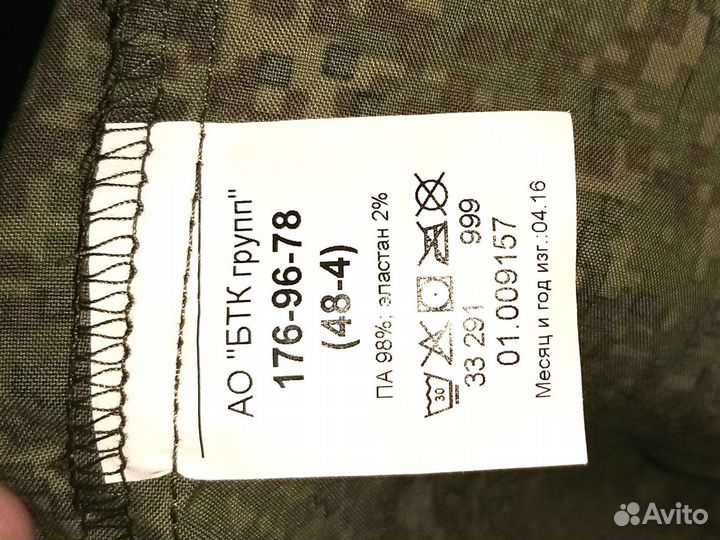 АО "БТК групп"
176-96-78
(48-4)
ПА 98%; эластан 2%
30
33 291 999
01.009157
Месяц и год изг.:04.16
Avito